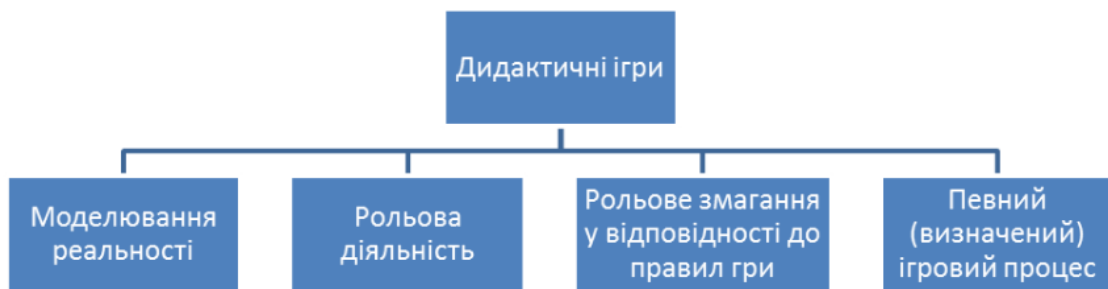 Дидактичні ігри
Моделювання
реальності
Рольова
діяльність
Рольове змагання
у відповідності до
правил гри
Певний
(визначений)
ігровий процес